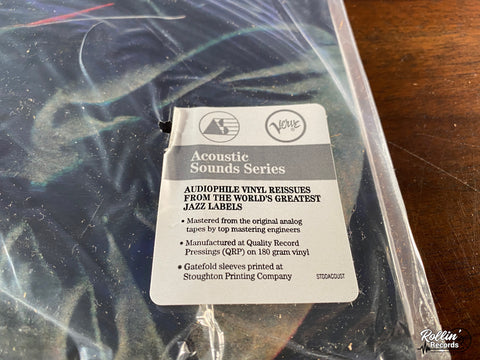 Verve
Acoustic
Sounds Series
AUDIOPHILE VINYL REISSUES
FROM THE WORLD'S GREATEST
JAZZ LABELS
• Mastered from the original analog
tapes by top mastering engineers
• Manufactured at Quality Record
Pressings (QRP) on 180 gram vinyl
• Gatefold sleeves printed at
Stoughton Printing Company
STDDACOUST
Rollin'
Records